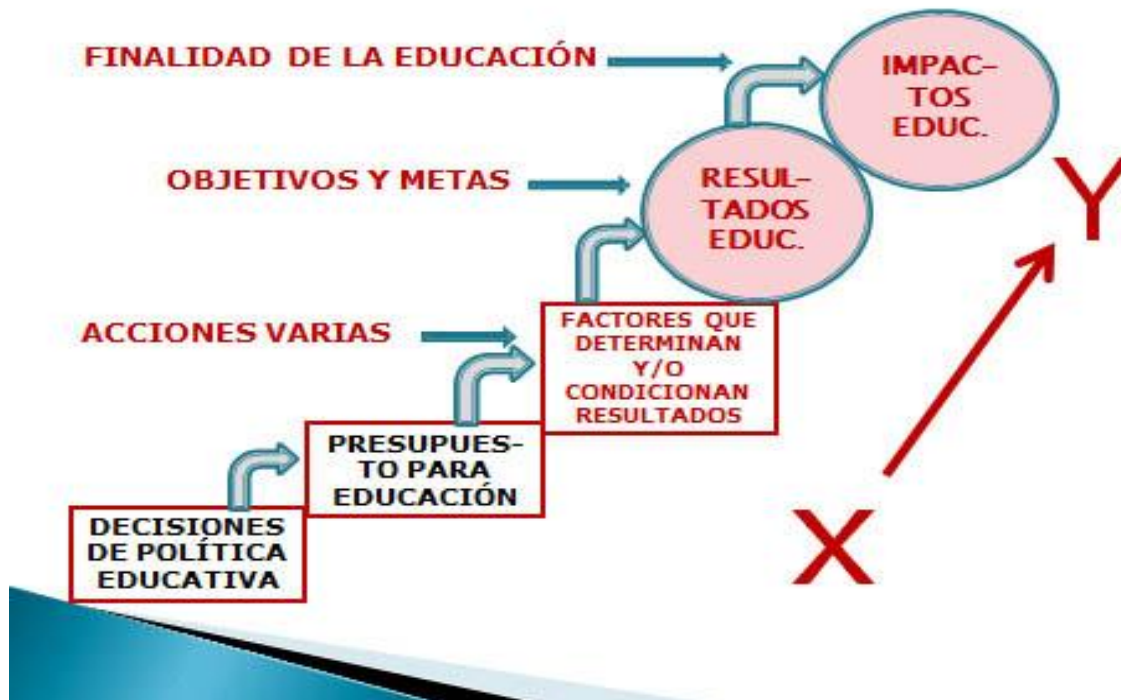 FINALIDAD DE LA EDUCACIÓN
IMPAC-
TOS
EDUC.
OBJETIVOS Y METAS
RESUL-
TADOS
EDUC.
Y
ACCIONES VARIAS
FACTORES QUE
DETERMINAN
Y/O
CONDICIONAN
RESULTADOS
PRESUPUES-
TO PARA
EDUCACIÓN
X
DECISIONES
DE POLÍTICA
EDUCATIVA